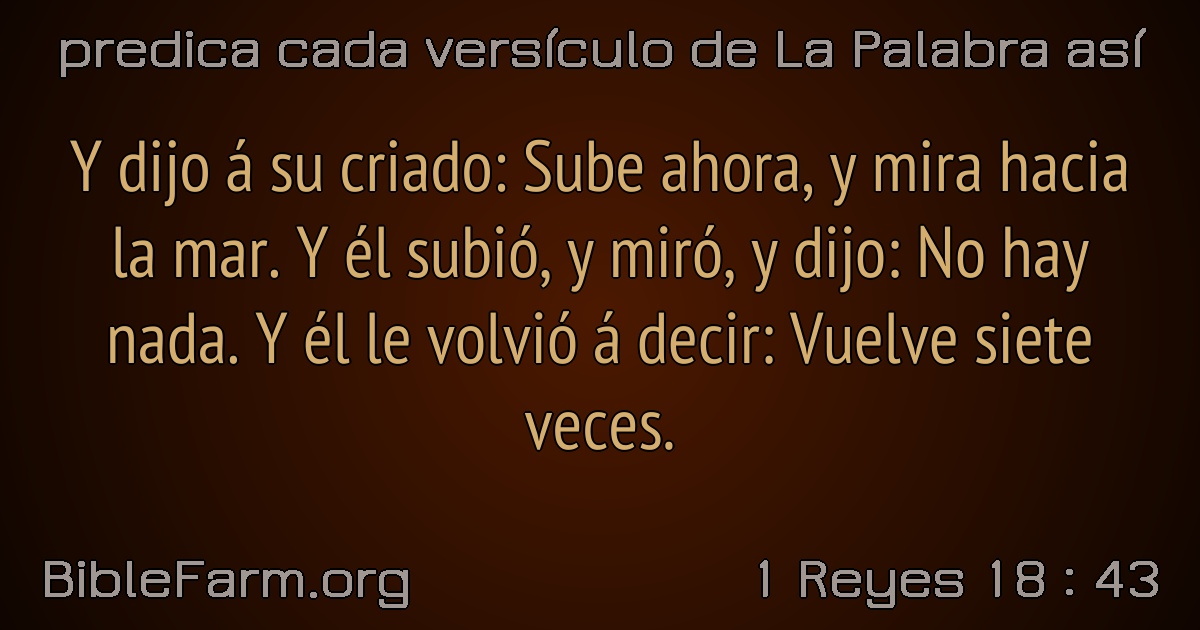 predica cada versículo de La Palabra así
Y dijo á su criado: Sube ahora, y mira hacia
la mar. Y él subió, y miró, y dijo: No hay
nada. Y él le volvió á decir: Vuelve siete
veces.
BibleFarm.org
1 Reyes 18 : 43